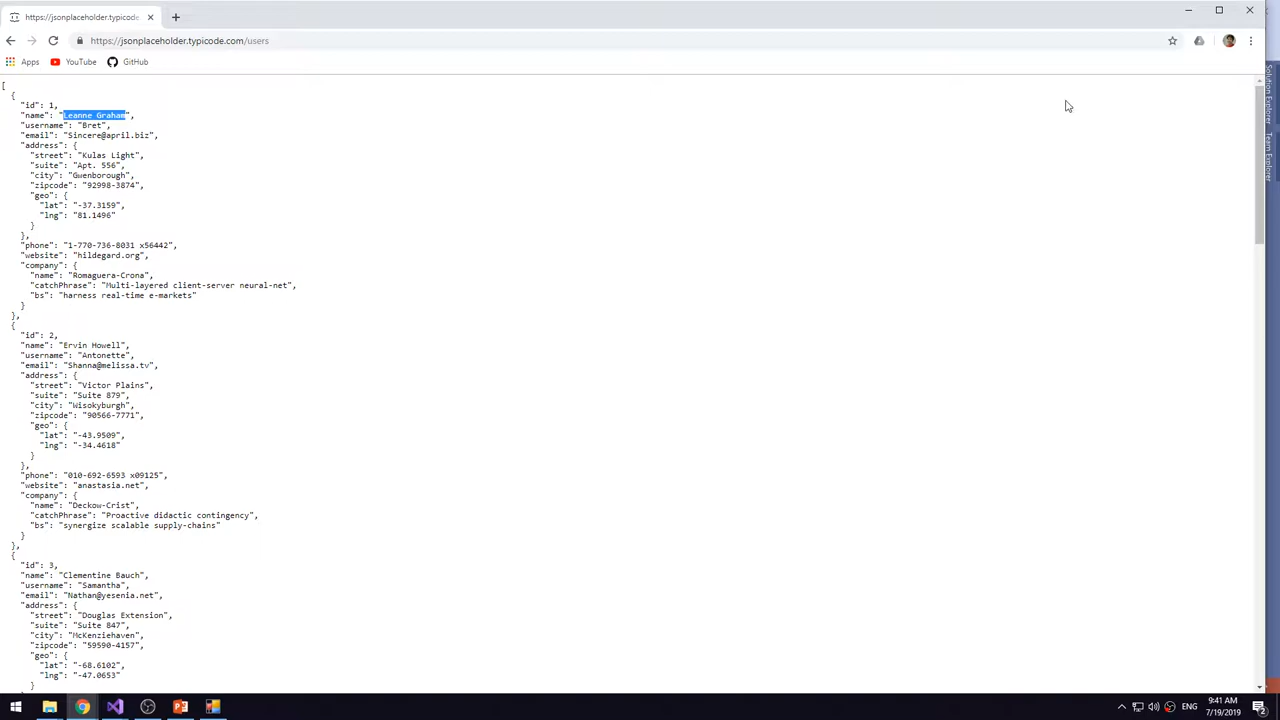 https://jsonplaceholder.typicode
https://jsonplaceholder.typicode.com/users
Apps YouTube GitHub
[
{
"id": 1,
"name": "Leanne Graham",
"username": "Bret",
"email": "Sincere@april.biz",
"address": {
"street": "Kulas Light",
"suite": "Apt. 556",
"city": "Gwenborough",
"zipcode": "92998-3874",
"geo": {
"lat": "-37.3159",
"lng": "81.1496"
}
},
"phone": "1-770-736-8031 x56442",
"website": "hildegard.org",
"company": {
"name": "Romaguera-Crona",
"catchPhrase": "Multi-layered client-server neural-net",
"bs": "harness real-time e-markets"
}
},
{
"id": 2,
"name": "Ervin Howell",
"username": "Antonette",
"email": "Shanna@melissa.tv",
"address": {
"street": "Victor Plains",
"suite": "Suite 879",
"city": "Wisokyburgh",
"zipcode": "90566-7771",
"geo": {
"lat": "-43.9509",
"lng": "-34.4618"
}
},
"phone": "010-692-6593 x09125",
"website": "anastasia.net",
"company": {
"name": "Deckow-Crist",
"catchPhrase": "Proactive didactic contingency",
"bs": "synergize scalable supply-chains"
}
},
{
"id": 3,
"name": "Clementine Bauch",
"username": "Samantha",
"email": "Nathan@yesenia.net",
"address": {
"street": "Douglas Extension",
"suite": "Suite 847",
"city": "McKenziehaven",
"zipcode": "59590-4157",
"geo": {
"lat": "-68.6102",
"lng": "-47.0653"
}
Solution Explorer
Team Explorer
ENG
9:41 AM
7/19/2019
2